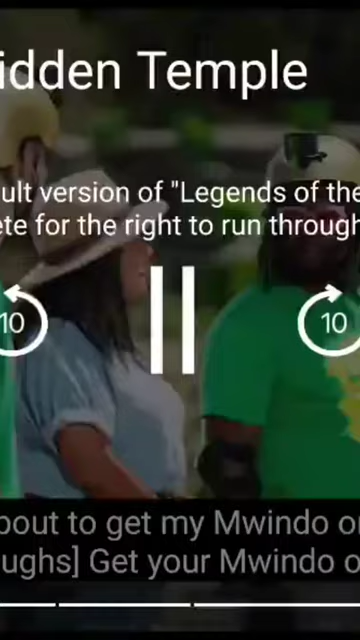 idden Temple
ult version of "Legends of the
ete for the right to run through
10
10
bout to get my Mwindo o
ughs] Get your Mwindo o